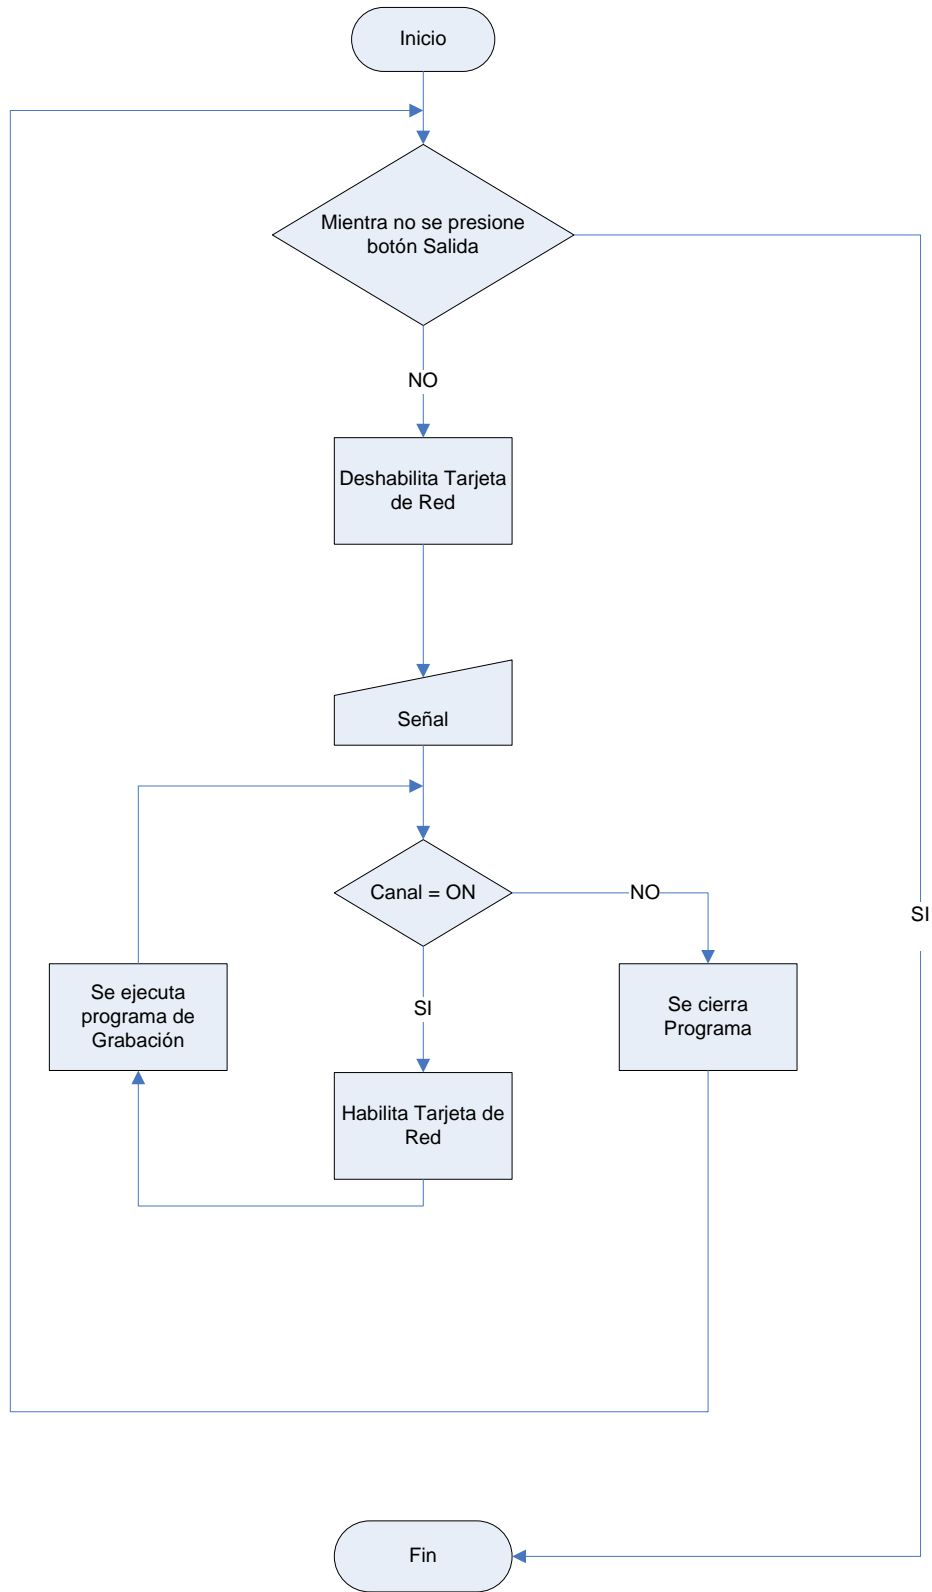 Inicio
Mientra no se presione
botón Salida
NO
Deshabilita Tarjeta
de Red
Señal
Canal = ON
NO
SI
SI
Se ejecuta
programa de
Grabación
Se cierra
Programa
Habilita Tarjeta de
Red
Fin